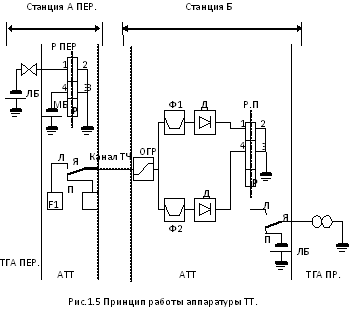 Станция А ПЕР.
Станция Б
Р.ПЕР
1
2
4
3
ЛБ
МБ
Р
Ф1
Д
Р.П
1
2
4
3
Р
Канал ТЧ
ОГР
Л
Я
П
F1
Ф2
Д
Л
Я
П
ЛБ
ТГА ПЕР.
АТТ
АТТ
ТГА ПР.
Рис.1.5 Принцип работы аппаратуры ТТ.